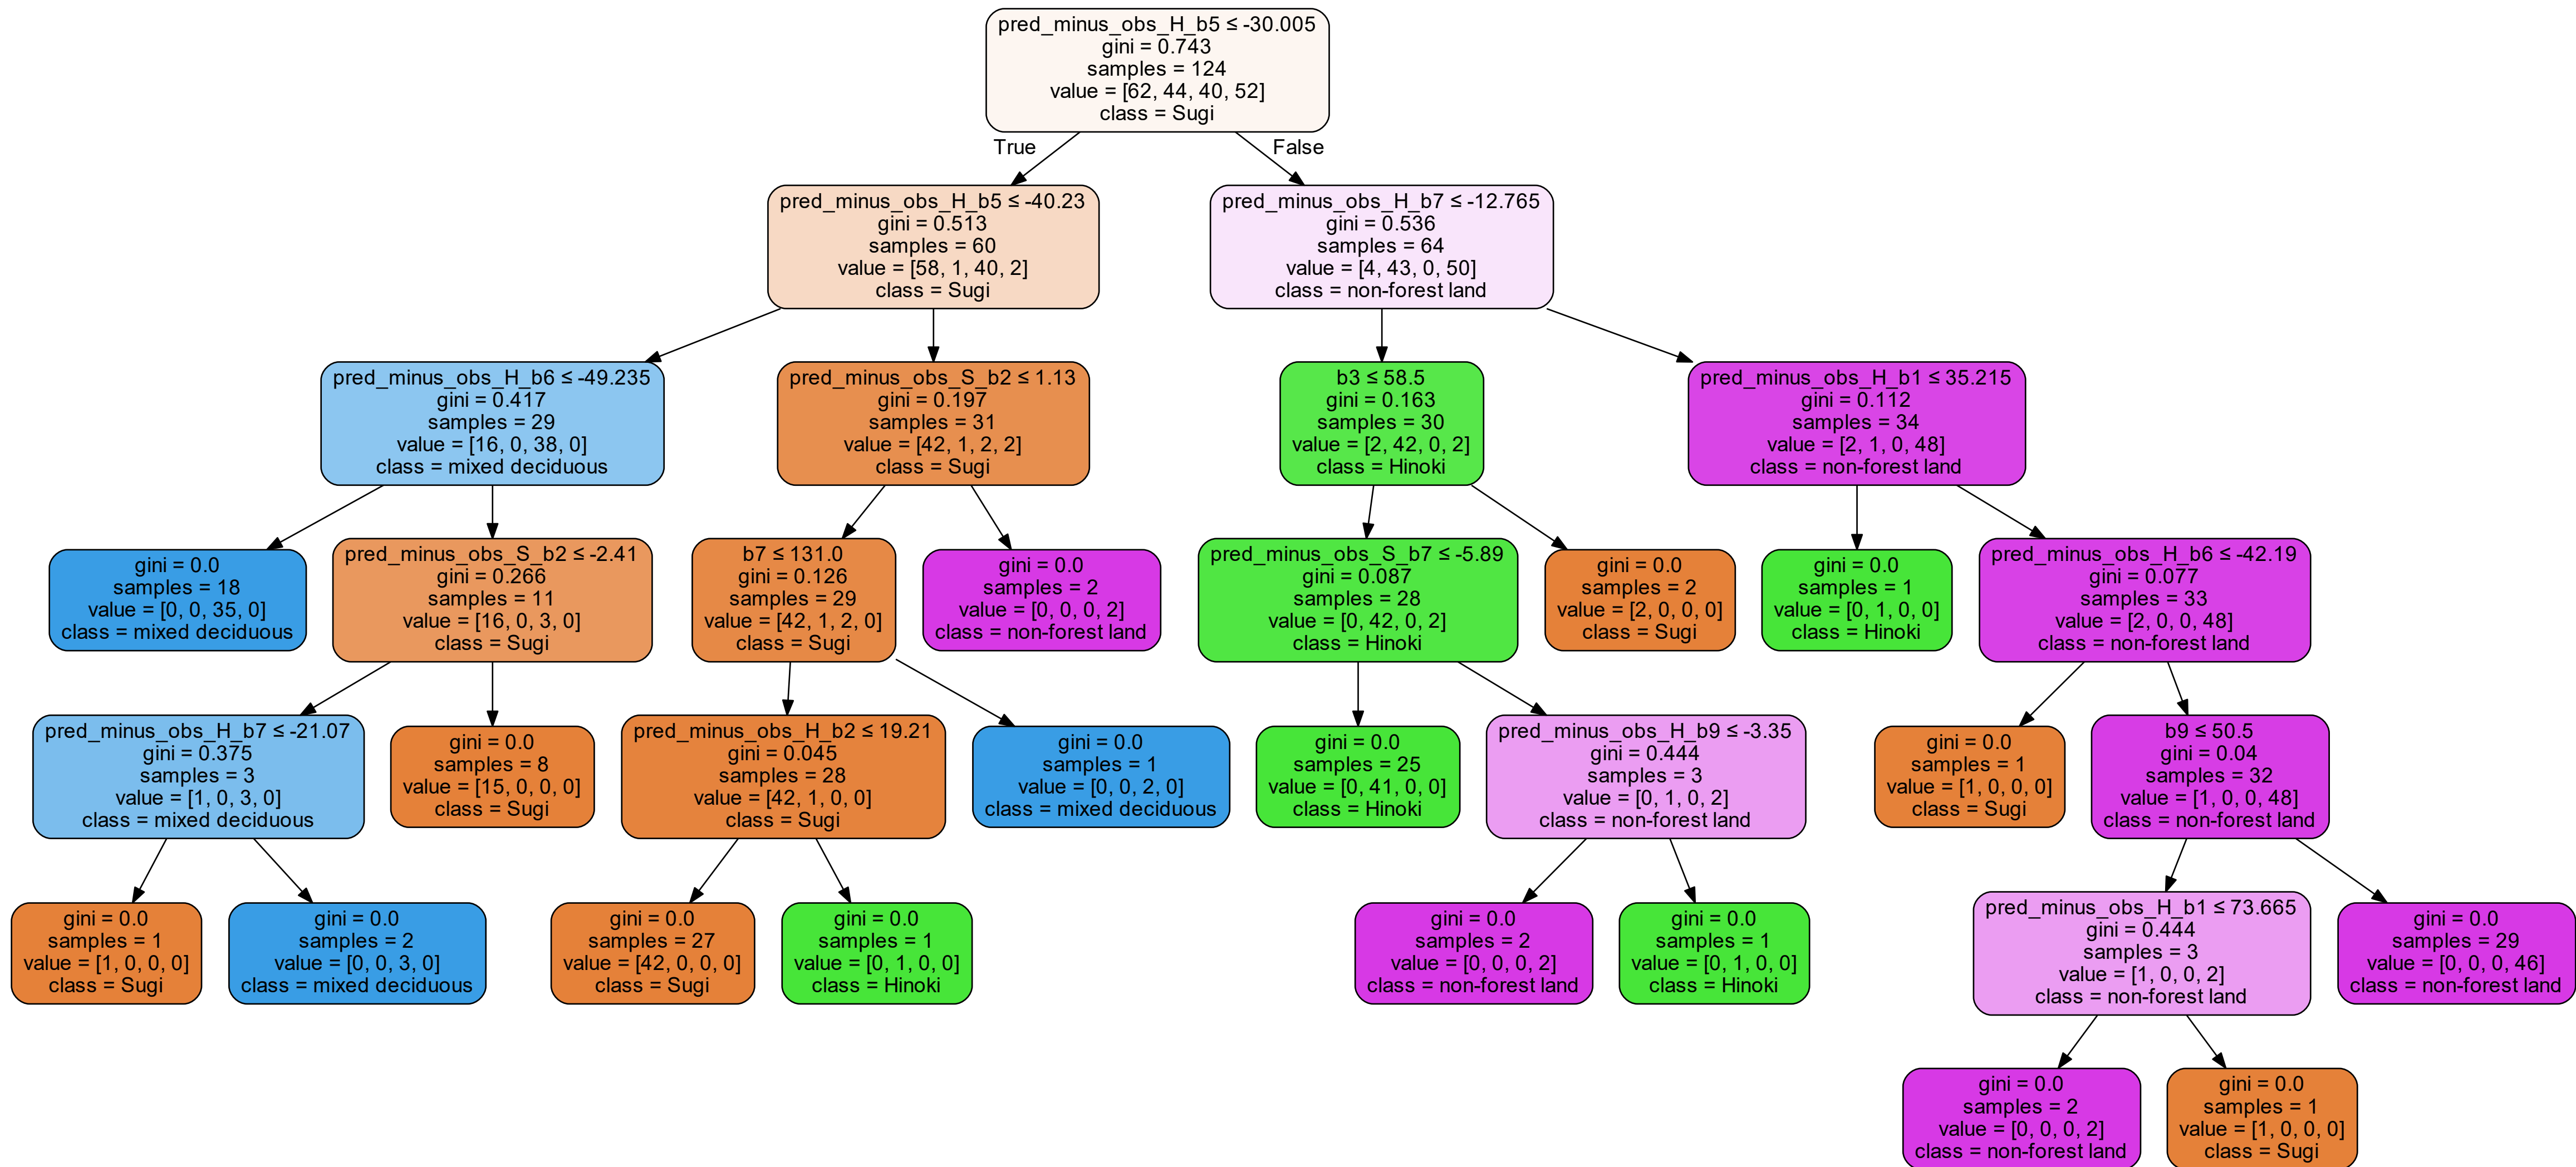 pred_minus_obs_H_b5 ≤ -30.005
gini = 0.743
samples = 124
value = [62, 44, 40, 52]
class = Sugi
True
False
pred_minus_obs_H_b5 ≤ -40.23
gini = 0.513
samples = 60
value = [58, 1, 40, 2]
class = Sugi
pred_minus_obs_H_b7 ≤ -12.765
gini = 0.536
samples = 64
value = [4, 43, 0, 50]
class = non-forest land
pred_minus_obs_H_b6 ≤ -49.235
gini = 0.417
samples = 29
value = [16, 0, 38, 0]
class = mixed deciduous
pred_minus_obs_S_b2 ≤ 1.13
gini = 0.197
samples = 31
value = [42, 1, 2, 2]
class = Sugi
b3 ≤ 58.5
gini = 0.163
samples = 30
value = [2, 42, 0, 2]
class = Hinoki
pred_minus_obs_H_b1 ≤ 35.215
gini = 0.112
samples = 34
value = [2, 1, 0, 48]
class = non-forest land
gini = 0.0
samples = 18
value = [0, 0, 35, 0]
class = mixed deciduous
pred_minus_obs_S_b2 ≤ -2.41
gini = 0.266
samples = 11
value = [16, 0, 3, 0]
class = Sugi
b7 ≤ 131.0
gini = 0.126
samples = 29
value = [42, 1, 2, 0]
class = Sugi
gini = 0.0
samples = 2
value = [0, 0, 0, 2]
class = non-forest land
pred_minus_obs_S_b7 ≤ -5.89
gini = 0.087
samples = 28
value = [0, 42, 0, 2]
class = Hinoki
gini = 0.0
samples = 2
value = [2, 0, 0, 0]
class = Sugi
gini = 0.0
samples = 1
value = [0, 1, 0, 0]
class = Hinoki
pred_minus_obs_H_b6 ≤ -42.19
gini = 0.077
samples = 33
value = [2, 0, 0, 48]
class = non-forest land
pred_minus_obs_H_b7 ≤ -21.07
gini = 0.375
samples = 3
value = [1, 0, 3, 0]
class = mixed deciduous
gini = 0.0
samples = 8
value = [15, 0, 0, 0]
class = Sugi
pred_minus_obs_H_b2 ≤ 19.21
gini = 0.045
samples = 28
value = [42, 1, 0, 0]
class = Sugi
gini = 0.0
samples = 1
value = [0, 0, 2, 0]
class = mixed deciduous
gini = 0.0
samples = 25
value = [0, 41, 0, 0]
class = Hinoki
pred_minus_obs_H_b9 ≤ -3.35
gini = 0.444
samples = 3
value = [0, 1, 0, 2]
class = non-forest land
gini = 0.0
samples = 1
value = [1, 0, 0, 0]
class = Sugi
b9 ≤ 50.5
gini = 0.04
samples = 32
value = [1, 0, 0, 48]
class = non-forest land
gini = 0.0
samples = 1
value = [1, 0, 0, 0]
class = Sugi
gini = 0.0
samples = 2
value = [0, 0, 3, 0]
class = mixed deciduous
gini = 0.0
samples = 27
value = [42, 0, 0, 0]
class = Sugi
gini = 0.0
samples = 1
value = [0, 1, 0, 0]
class = Hinoki
gini = 0.0
samples = 2
value = [0, 0, 0, 2]
class = non-forest land
gini = 0.0
samples = 1
value = [0, 1, 0, 0]
class = Hinoki
pred_minus_obs_H_b1 ≤ 73.665
gini = 0.444
samples = 3
value = [1, 0, 0, 2]
class = non-forest land
gini = 0.0
samples = 29
value = [0, 0, 0, 46]
class = non-forest land
gini = 0.0
samples = 2
value = [0, 0, 0, 2]
class = non-forest land
gini = 0.0
samples = 1
value = [1, 0, 0, 0]
class = Sugi